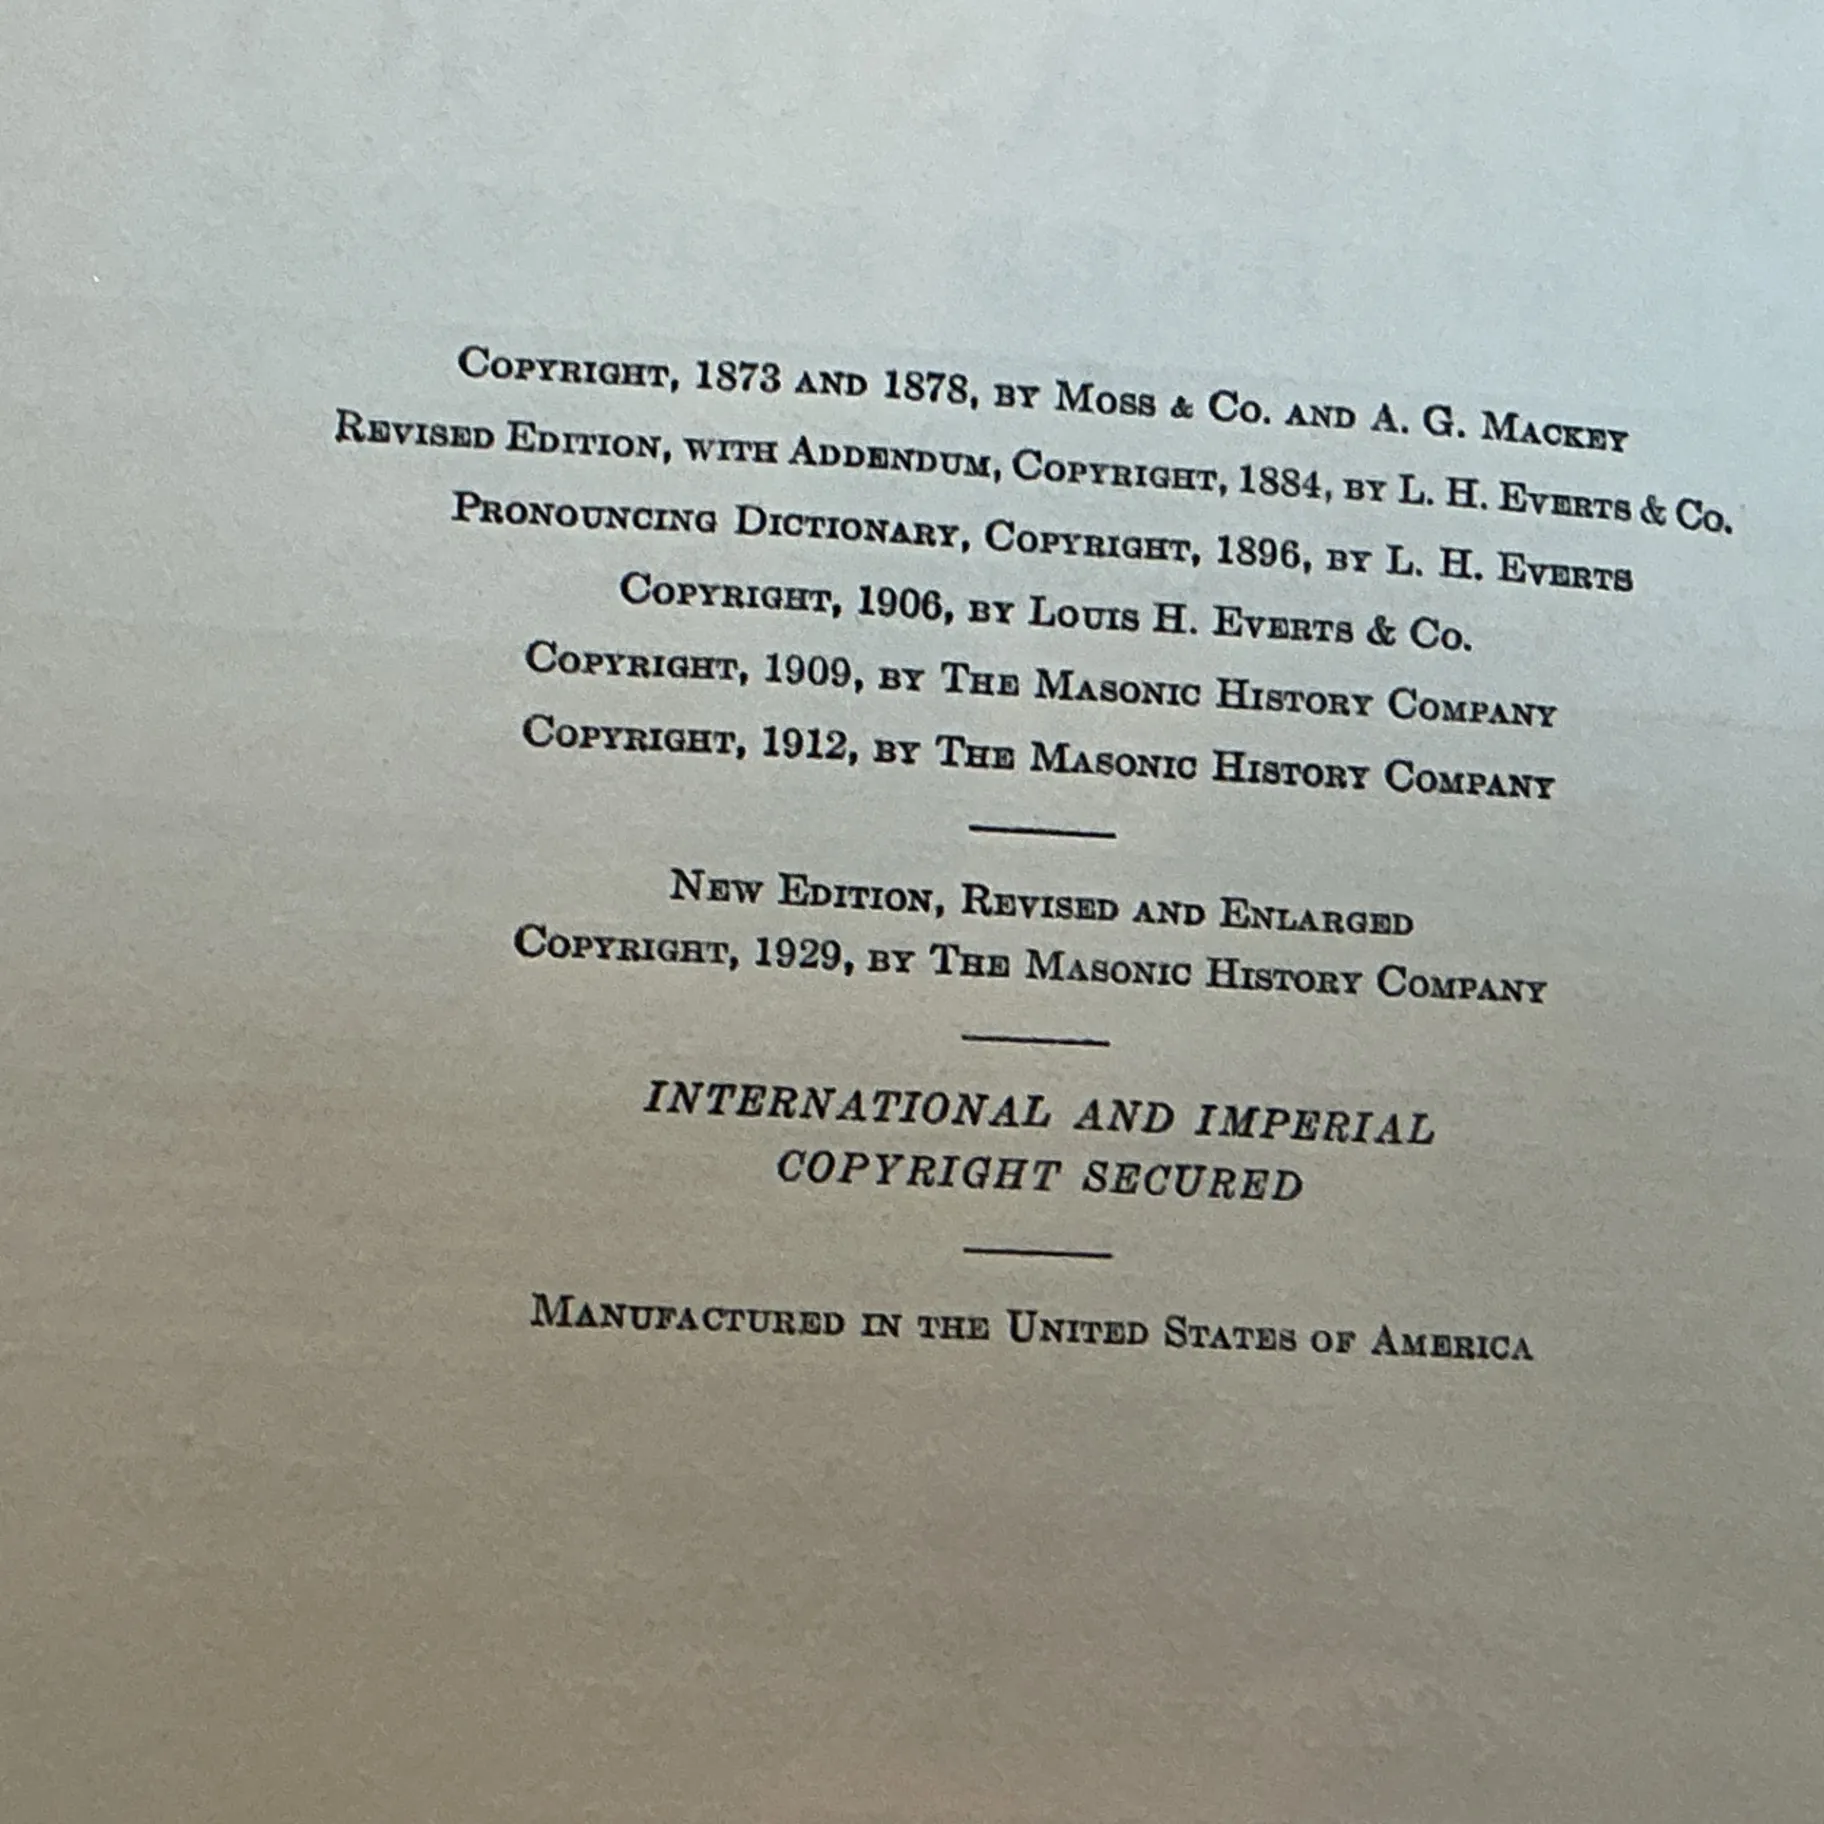 Copyright, 1873 and 1878, by Moss & Co. and A. G. Mackey
Revised Edition, with Addendum, Copyright, 1884, by L. H. Everts & Co.
Pronouncing Dictionary, Copyright, 1896, by L. H. Everts
Copyright, 1906, by Louis H. Everts & Co.
Copyright, 1909, by The Masonic History Company
Copyright, 1912, by The Masonic History Company
New Edition, Revised and Enlarged
Copyright, 1929, by The Masonic History Company
INTERNATIONAL AND IMPERIAL
COPYRIGHT SECURED
Manufactured in the United States of America